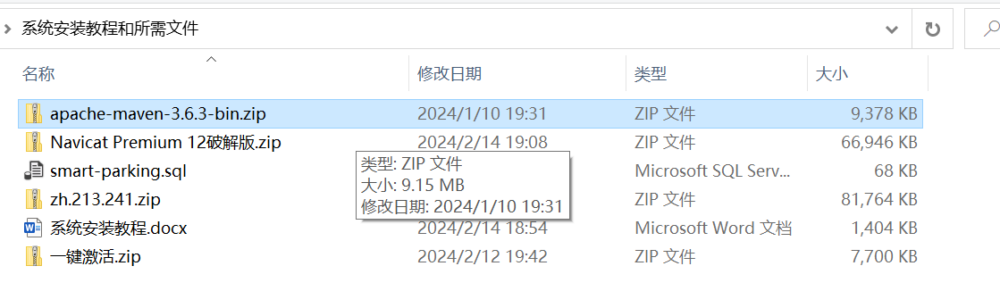 系统安装教程和所需文件
名称 修改日期 类型 大小
apache-maven-3.6.3-bin.zip 2024/1/10 19:31 ZIP 文件 9,378 KB
Navicat Premium 12破解版.zip 2024/2/14 19:08 ZIP 文件 66,946 KB
类型: ZIP 文件
smart-parking.sql Microsoft SQL Serv... 68 KB
大小: 9.15 MB
zh.213.241.zip ZIP 文件 81,764 KB
修改日期: 2024/1/10 19:31
系统安装教程.docx 2024/2/14 18:54 Microsoft Word 文档 1,404 KB
一键激活.zip 2024/2/12 19:42 ZIP 文件 7,700 KB